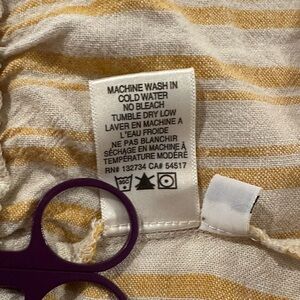 MACHINE WASH IN
COLD WATER
NO BLEACH
TUMBLE DRY LOW
LAVER EN MACHINE A
L'EAU FROIDE
NE PAS BLANCHIR
SÉCHAGE EN MACHINE À
TEMPÉRATURE MODÉRÉ
RN# 132734 CA# 54517